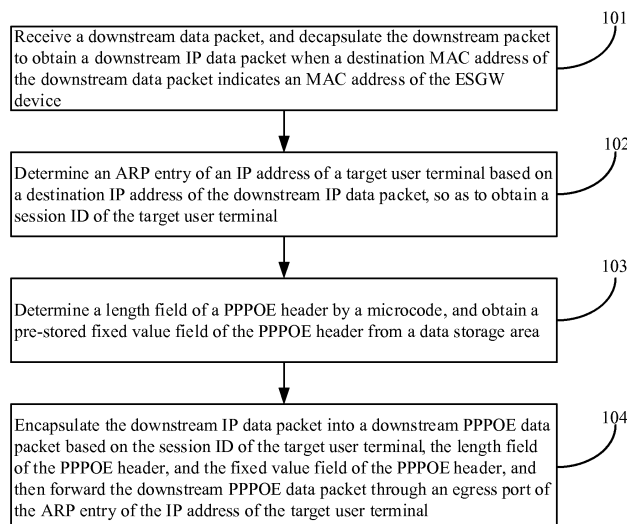 101
Receive a downstream data packet, and decapsulate the downstream packet
to obtain a downstream IP data packet when a destination MAC address of
the downstream data packet indicates an MAC address of the ESGW
device
102
Determine an ARP entry of an IP address of a target user terminal based on
a destination IP address of the downstream IP data packet, so as to obtain a
session ID of the target user terminal
103
Determine a length field of a PPPOE header by a microcode, and obtain a
pre-stored fixed value field of the PPPOE header from a data storage area
104
Encapsulate the downstream IP data packet into a downstream PPPOE data
packet based on the session ID of the target user terminal, the length field
of the PPPOE header, and the fixed value field of the PPPOE header, and
then forward the downstream PPPOE data packet through an egress port of
the ARP entry of the IP address of the target user terminal